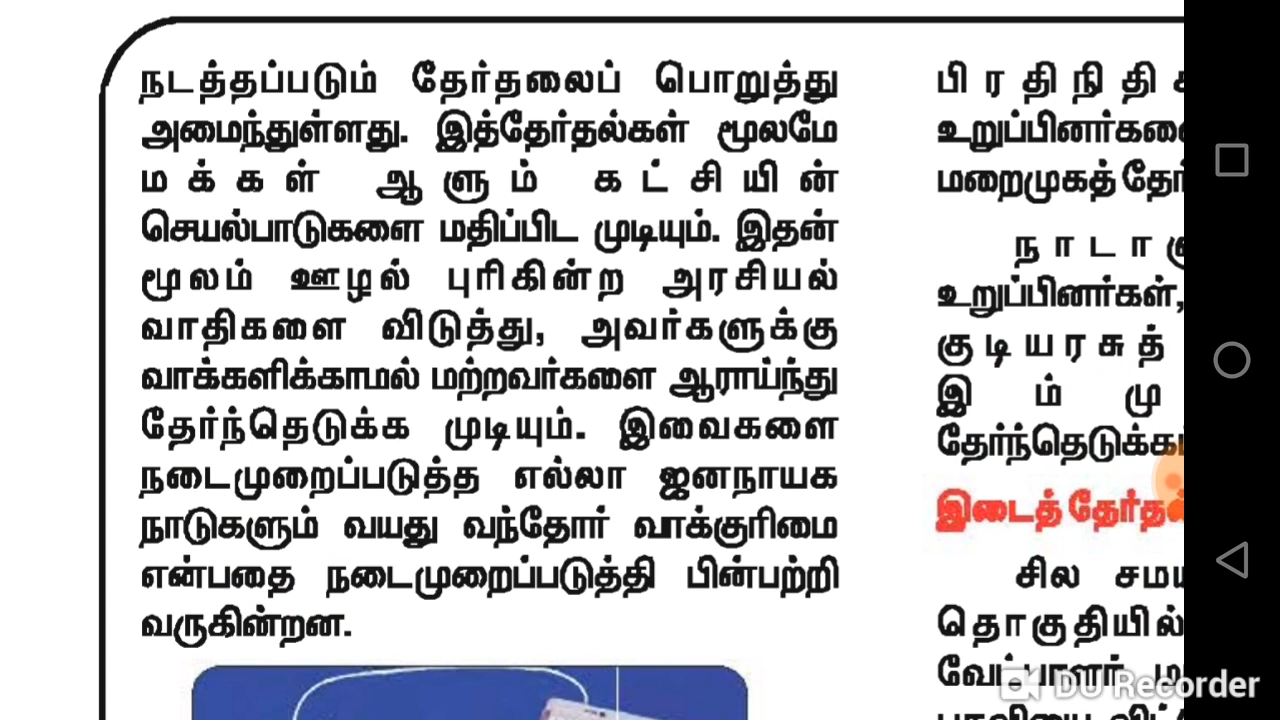 நடத்தப்படும் தேர்தலைப் பொறுத்து
அமைந்துள்ளது. இத்தேர்தல்கள் மூலமே
மக்கள் ஆளும் கட்சியின்
செயல்பாடுகளை மதிப்பிட முடியும். இதன்
மூலம் ஊழல் புரிகின்ற அரசியல்
வாதிகளை விடுத்து, அவர்களுக்கு
வாக்களிக்காமல் மற்றவர்களை ஆராய்ந்து
தேர்ந்தெடுக்க முடியும். இவைகளை
நடைமுறைப்படுத்த எல்லா ஜனநாயக
நாடுகளும் வயது வந்தோர் வாக்குரிமை
என்பதை நடைமுறைப்படுத்தி பின்பற்றி
வருகின்றன.
பிரதிநிதி
உறுப்பினர்களை
மறைமுகத் தேர்
நாடா
உறுப்பினர்கள்,
குடியரசுத்
இம்மு
தேர்ந்தெடுக்க
இடைத் தேர்தல்
சில சம
தொகுதியில்
வேட்பாளர்
DU Recorder